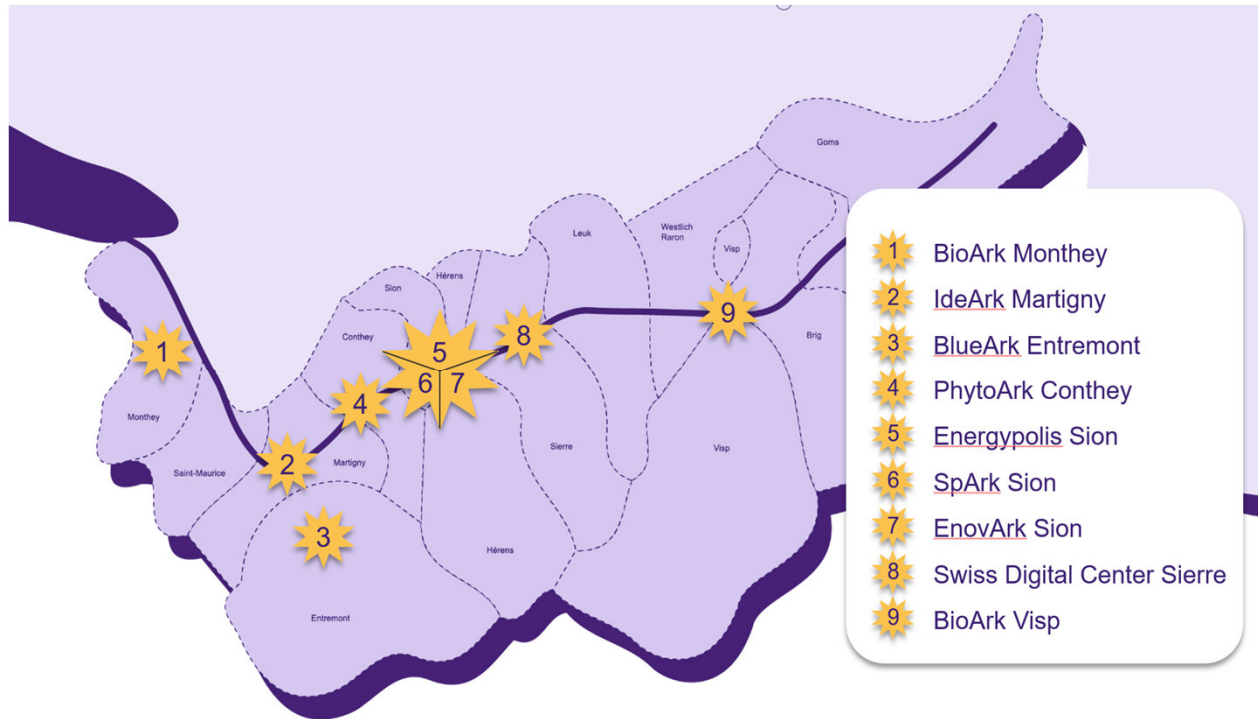 Goms
Westlich
Raron
Leuk
Visp
Hérens
Sion
Conthey
Brig
Monthey
Saint-Maurice
Martigny
Sierre
Visp
Hérens
Entremont
1
2
3
4
5
6
7
8
9
1 BioArk Monthey
2 IdeArk Martigny
3 BlueArk Entremont
4 PhytoArk Conthey
5 Energypolis Sion
6 SpArk Sion
7 EnovArk Sion
8 Swiss Digital Center Sierre
9 BioArk Visp